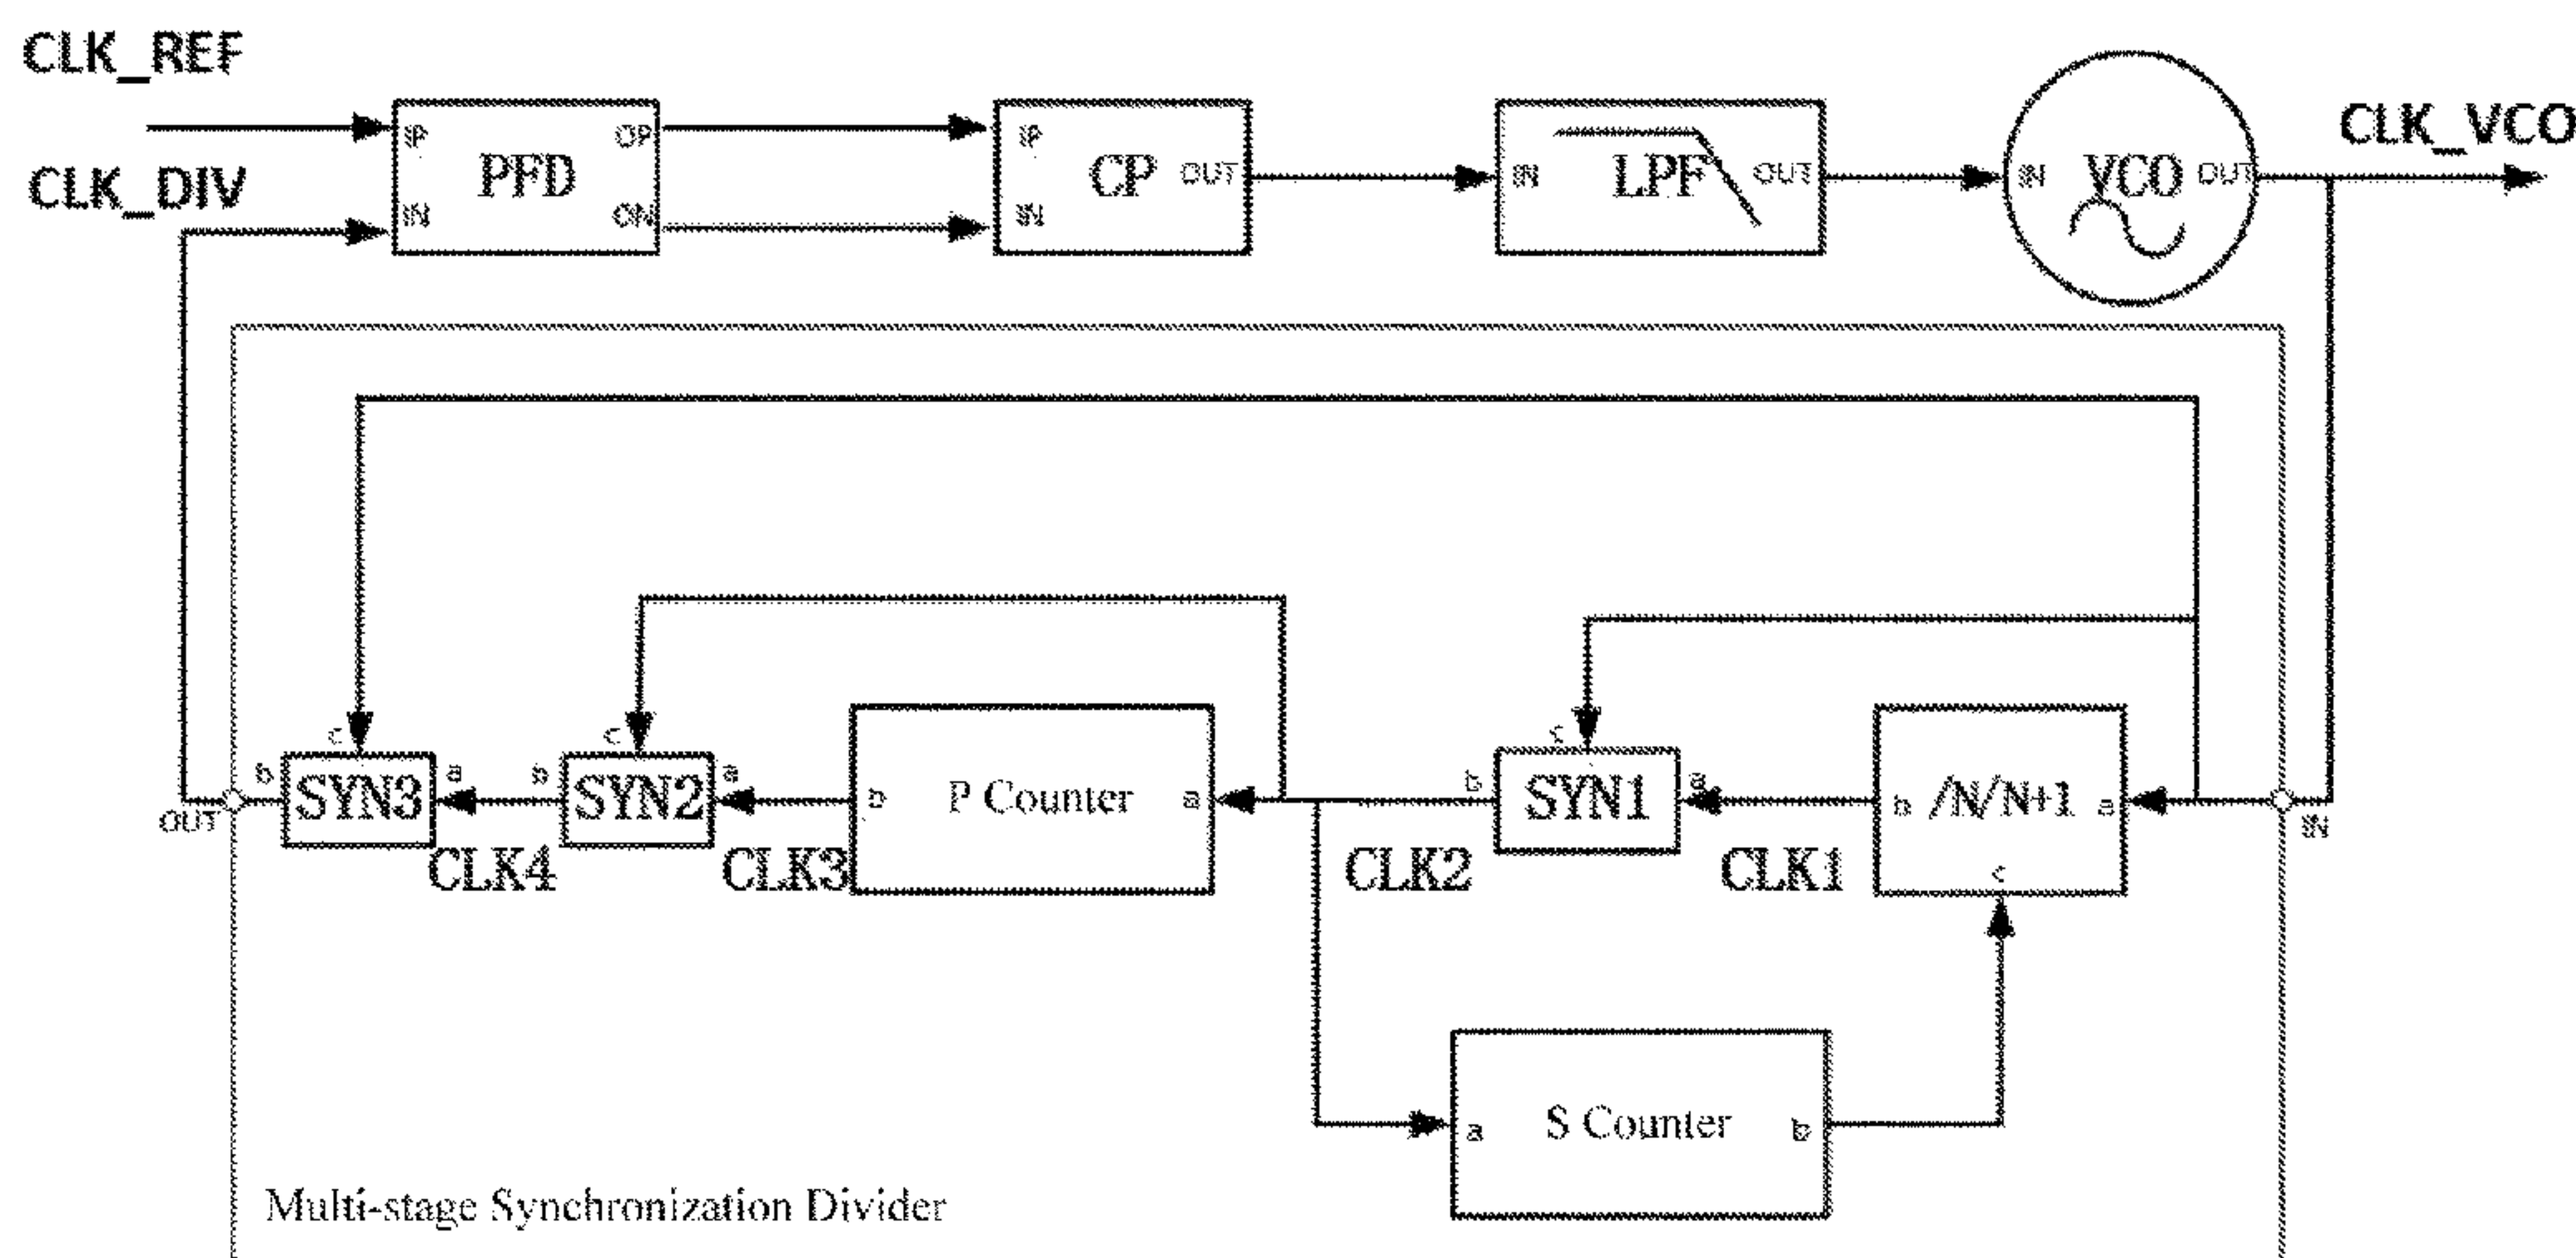 CLK_REF
CLK_DIV
IP
IN
PFD
OP
ON
IP
IN
CP
OUT
IN
LPF
OUT
IN
VCO
OUT
CLK_VCO
OUT
b
SYN3
c
a
CLK4
b
SYN2
c
a
CLK3
b
P Counter
a
CLK2
b
SYN1
c
a
CLK1
b
/N/N+1
a
c
IN
a
S Counter
b
Multi-stage Synchronization Divider